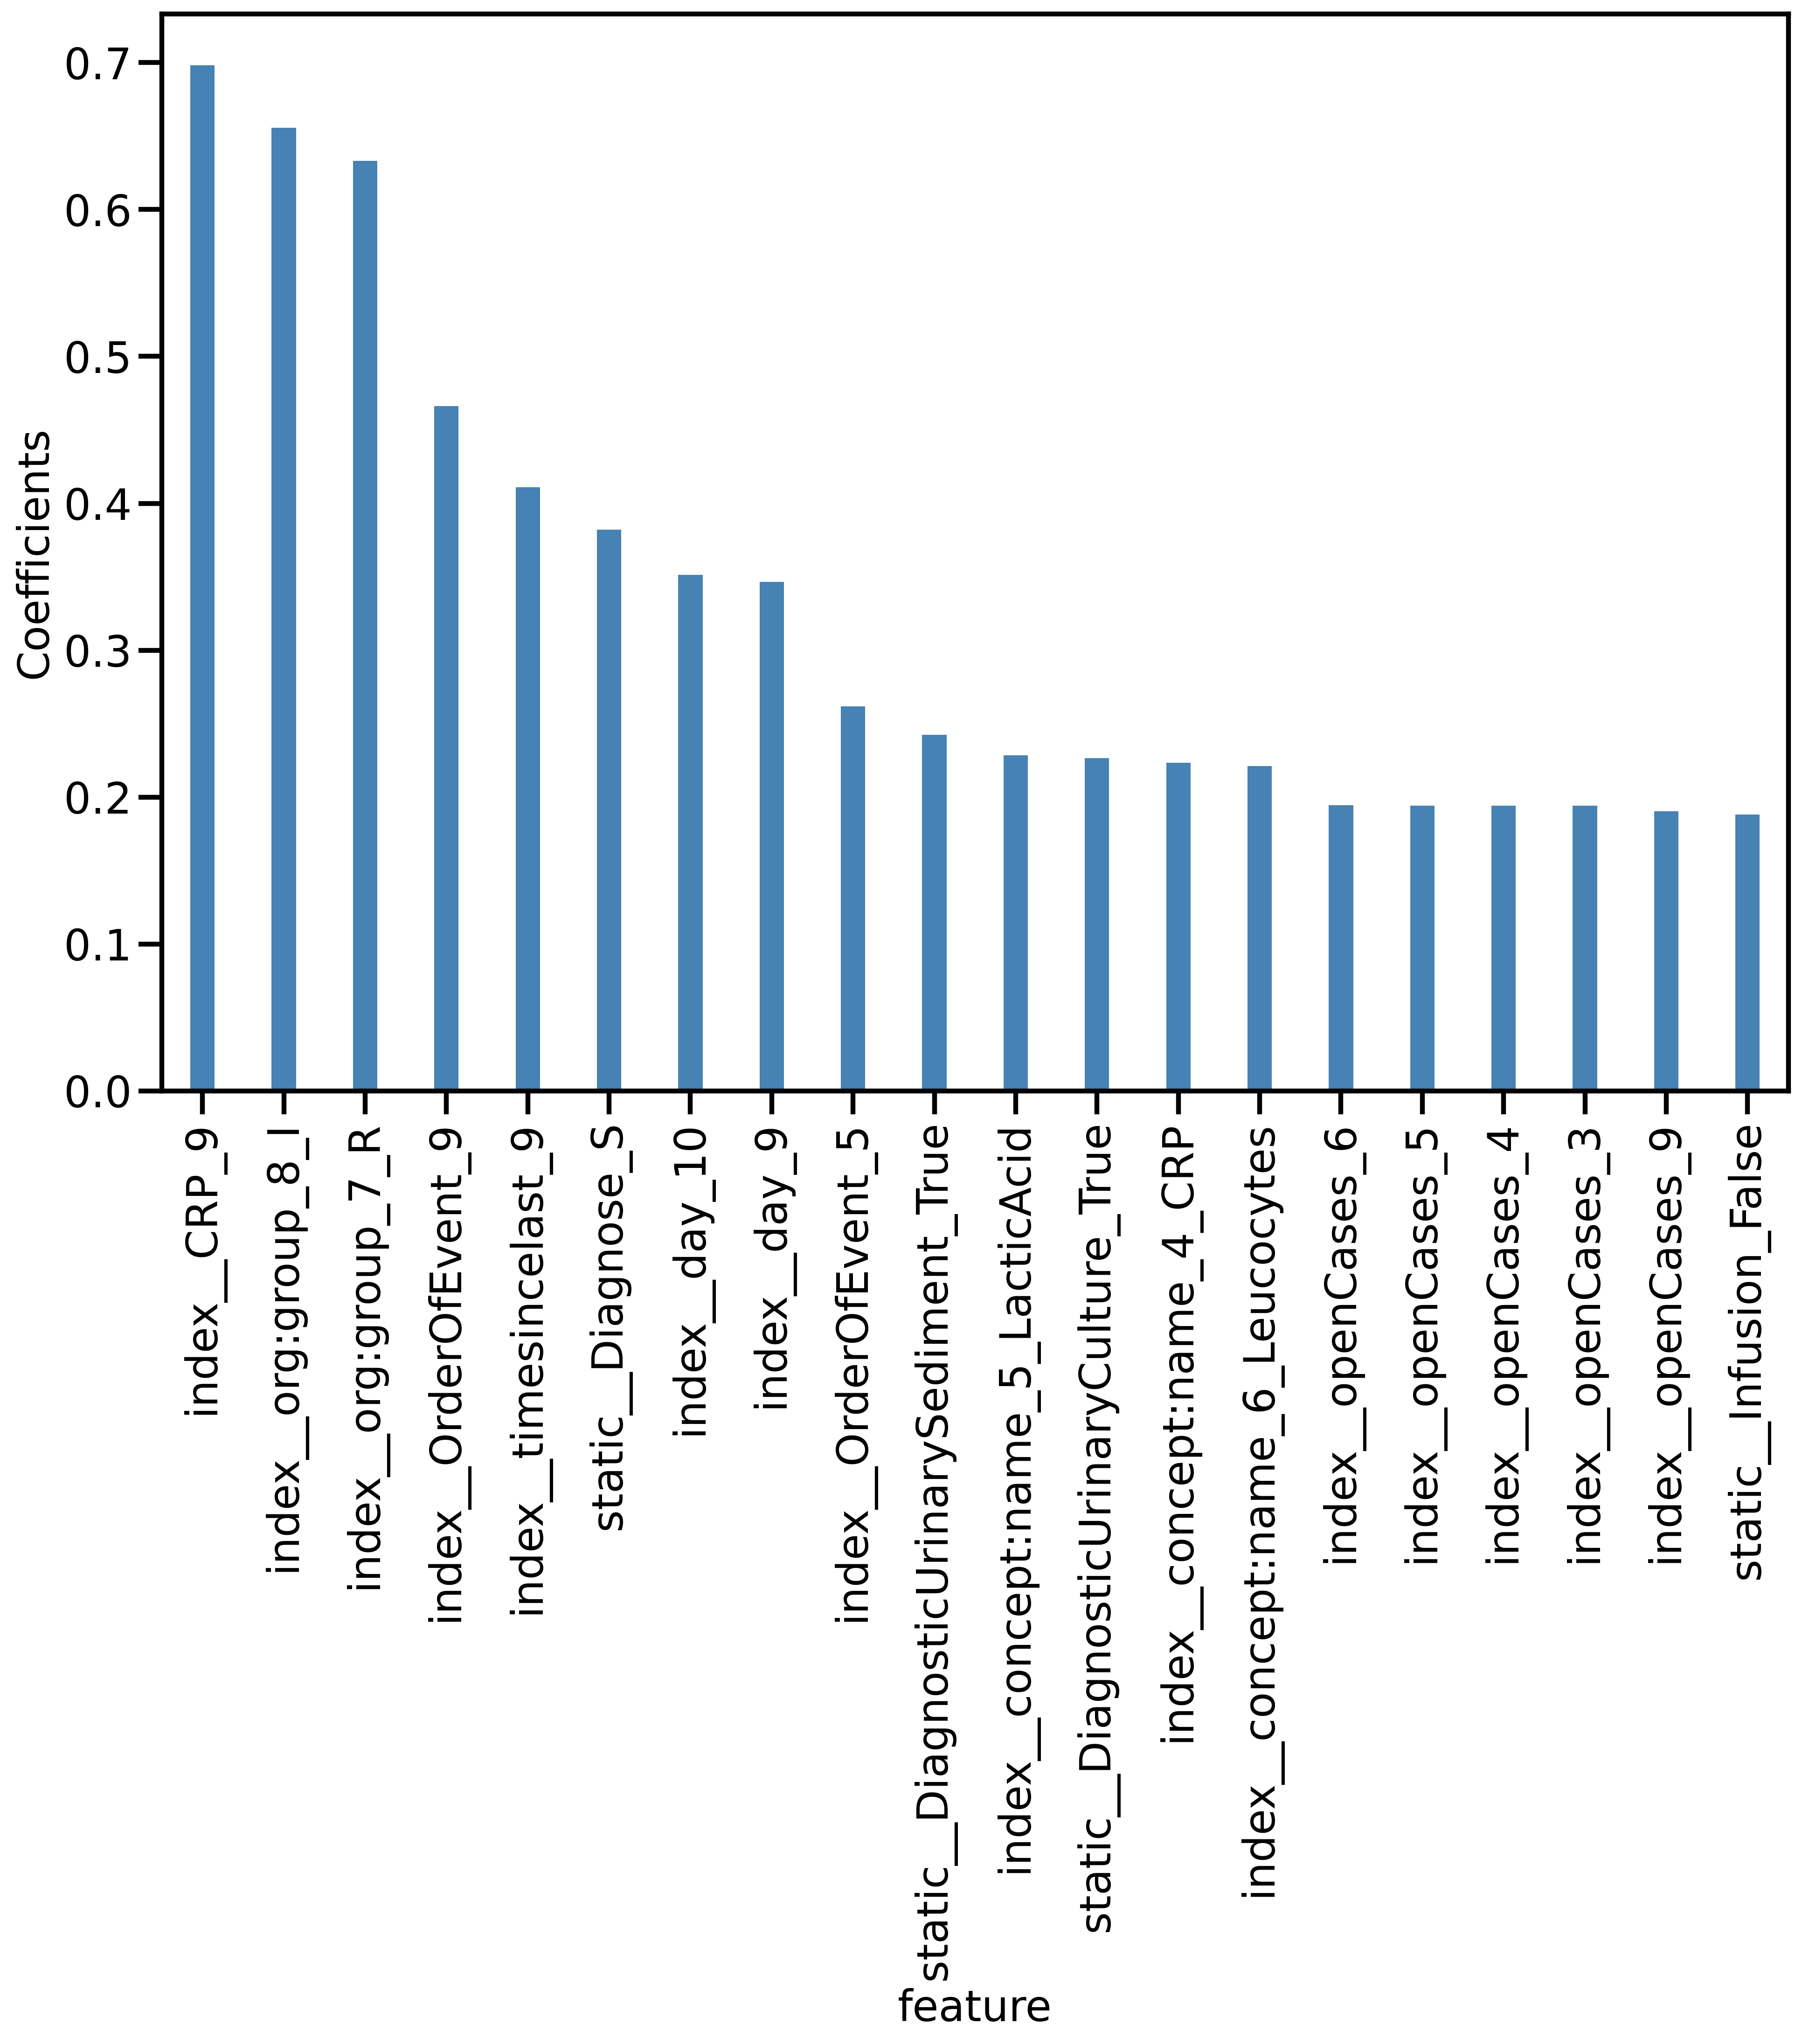 Coefficients
0.7
0.6
0.5
0.4
0.3
0.2
0.1
0.0
index__CRP_9
index__org:group_8_I
index__org:group_7_R
index__OrderOfEvent_9
index__timesincelast_9
static__Diagnose_S
index__day_10
index__day_9
index__OrderOfEvent_5
static__DiagnosticUrinarySediment_True
index__concept:name_5_LacticAcid
static__DiagnosticUrinaryCulture_True
index__concept:name_4_CRP
index__concept:name_6_Leucocytes
index__openCases_6
index__openCases_5
index__openCases_4
index__openCases_3
index__openCases_9
static__Infusion_False
feature